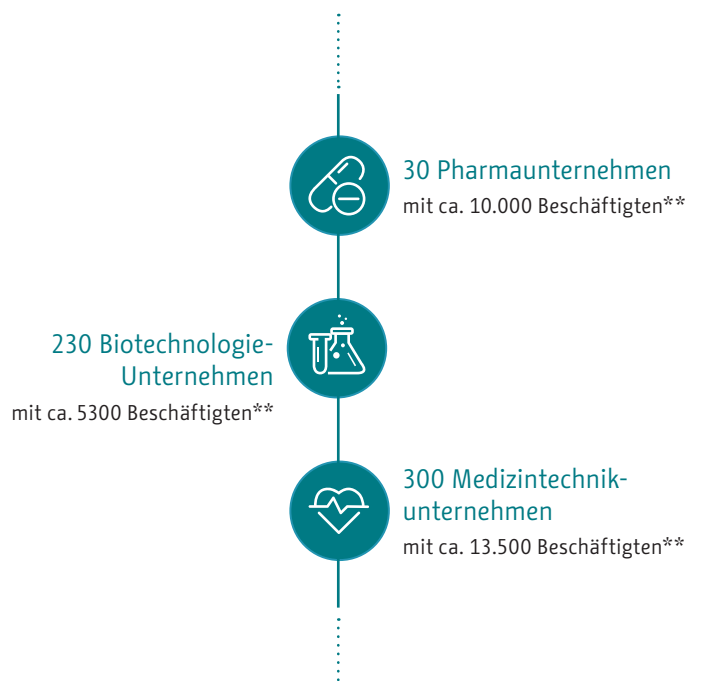 30 Pharmaunternehmen
mit ca. 10.000 Beschäftigten**
230 Biotechnologie-
Unternehmen
mit ca. 5300 Beschäftigten**
300 Medizintechnik-
unternehmen
mit ca. 13.500 Beschäftigten**